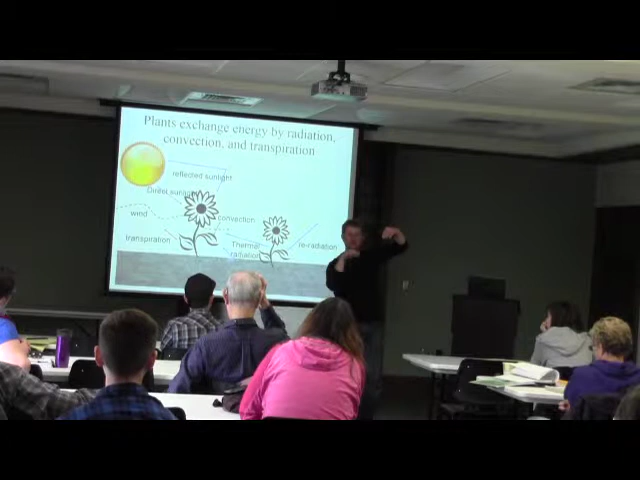 Plants exchange energy by radiation,
convection, and transpiration
reflected sunlight
Direct sunlight
wind
convection
transpiration
Thermal
radiation
re-radiation